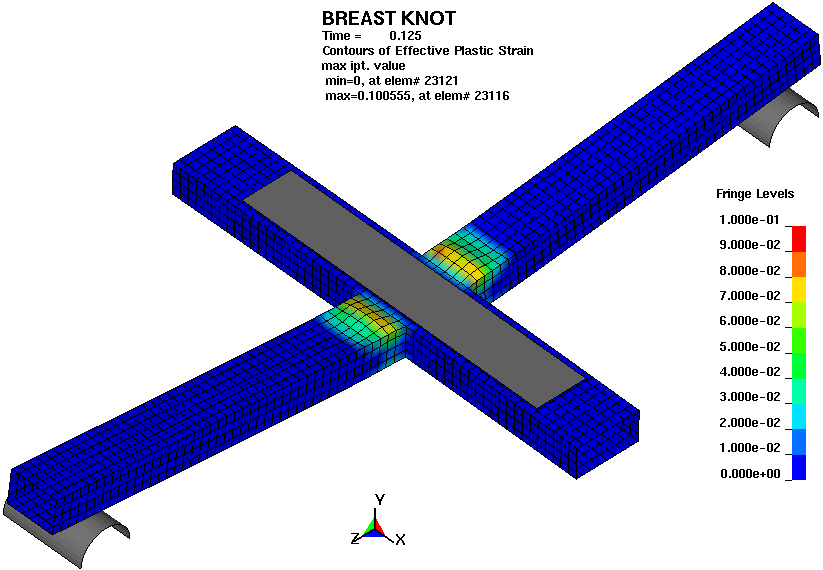 BREAST KNOT
Time = 0.125
Contours of Effective Plastic Strain
max ipt. value
min=0, at elem# 23121
max=0.100555, at elem# 23116
Fringe Levels
1.000e-01
9.000e-02
8.000e-02
7.000e-02
6.000e-02
5.000e-02
4.000e-02
3.000e-02
2.000e-02
1.000e-02
0.000e+00
Y
Z
X